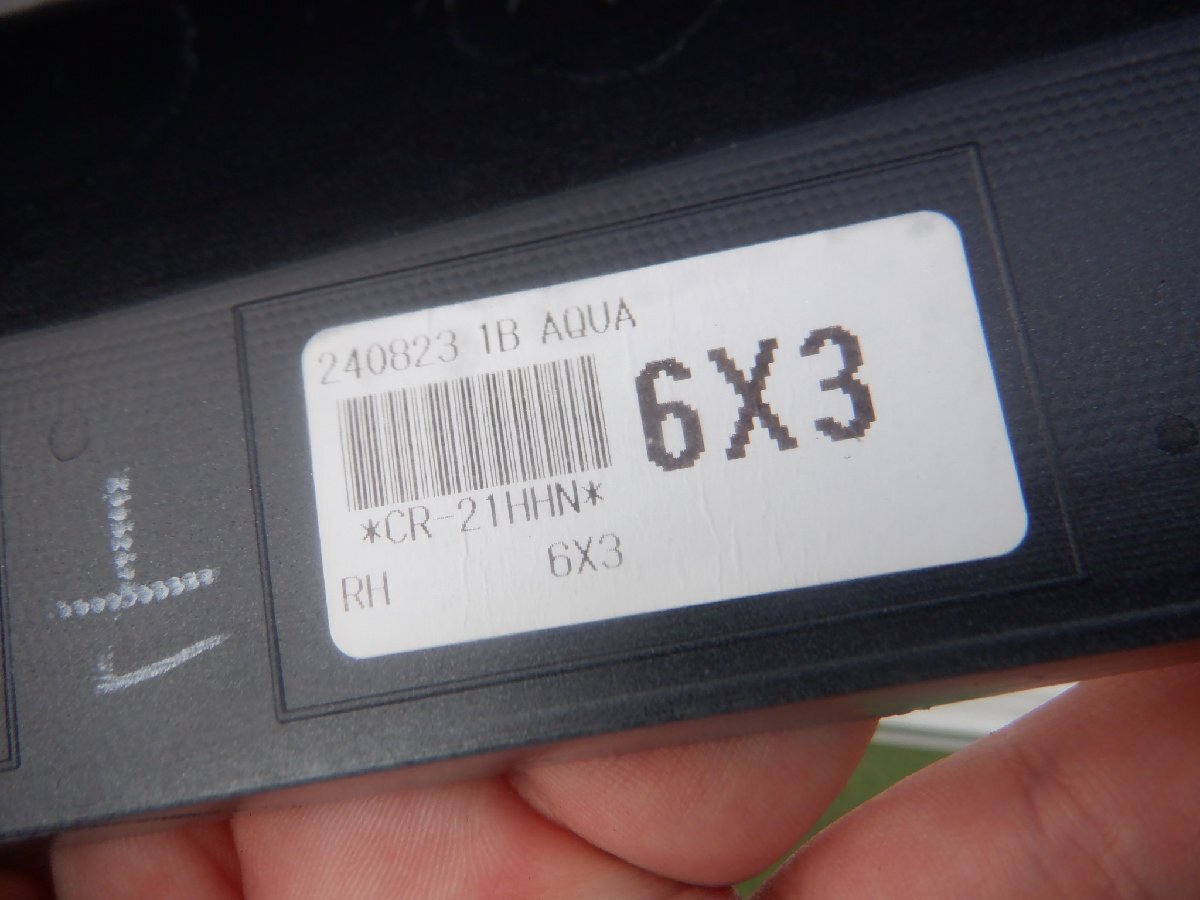 240823 1B AQUA
6X3
*CR-21HHN*
6X3
RH